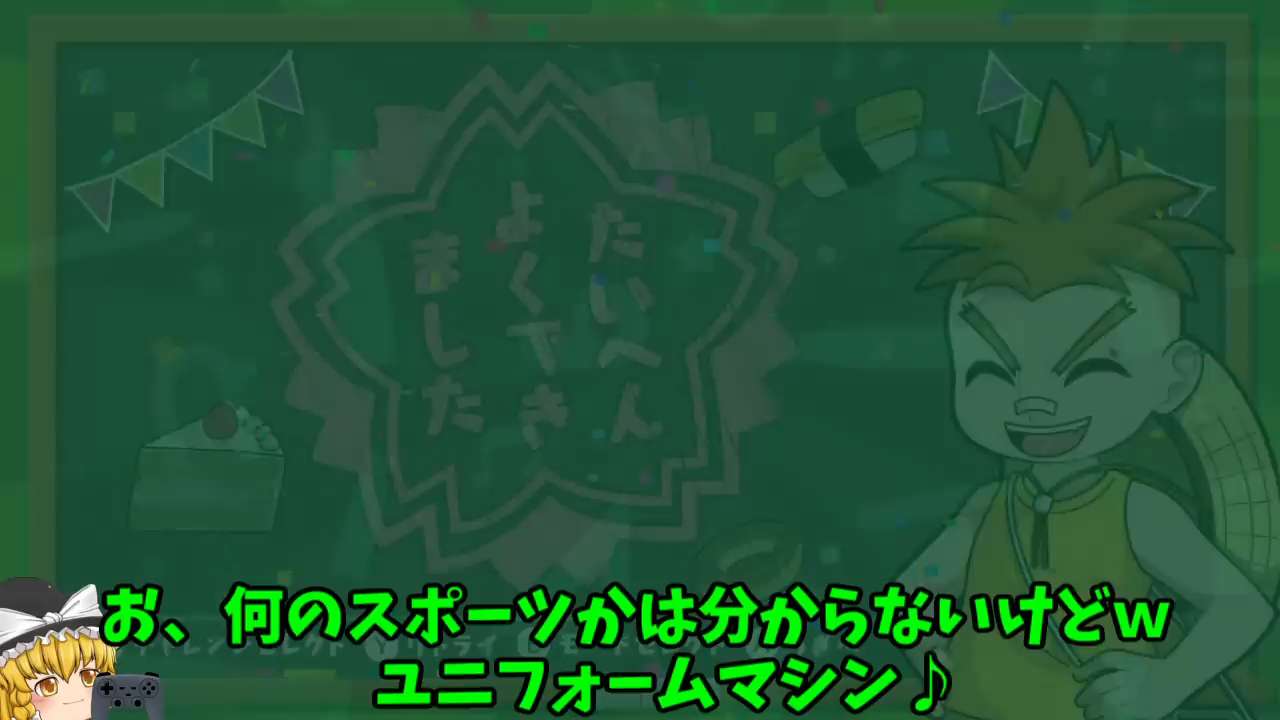 たいへん
よくでき
ました
お、何のスポーツかは分からないけどｗ
ユニフォームマシン♪